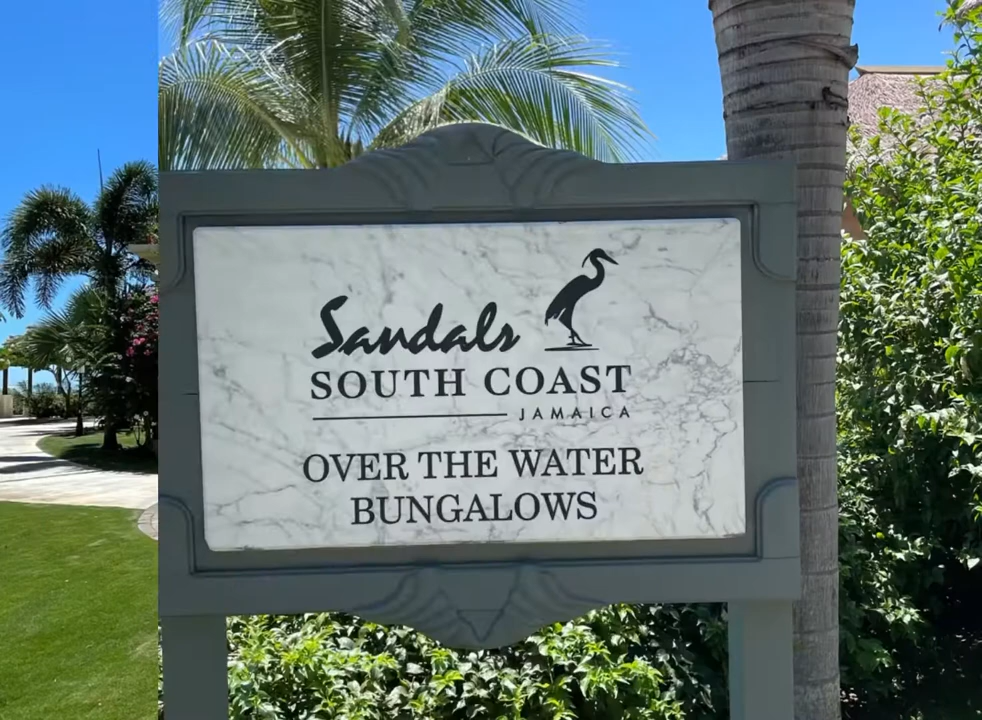 Sandals
SOUTH COAST
JAMAICA
OVER THE WATER
BUNGALOWS